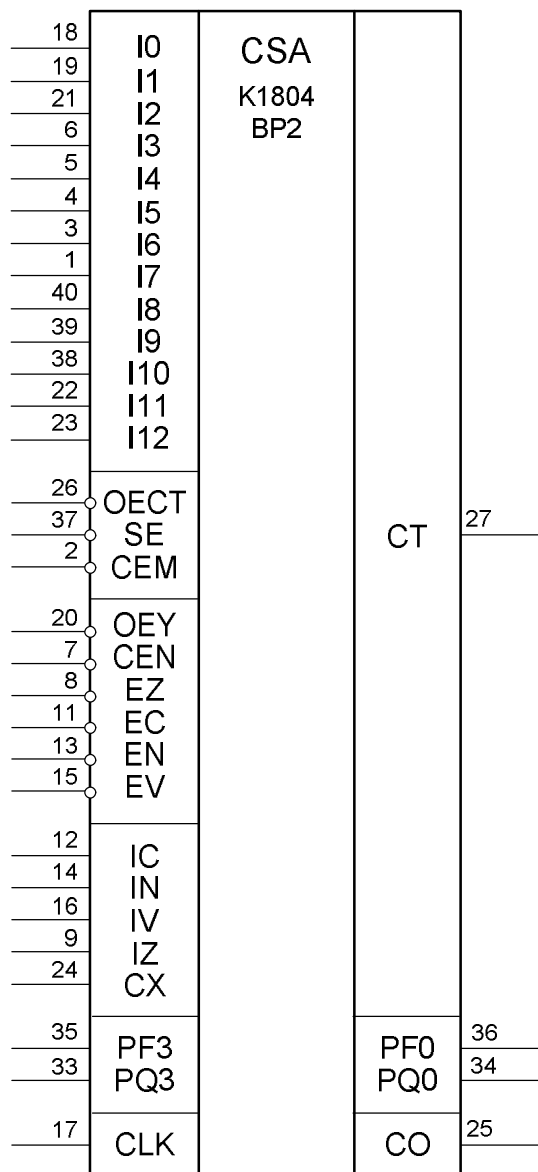 18 I0 CSA
19 I1 K1804
21 I2 BP2
6 I3
5 I4
4 I5
3 I6
1 I7
40 I8
39 I9
38 I10
22 I11
23 I12
26 OECT
37 SE CT 27
2 CEM
20 OEY
7 CEN
8 EZ
11 EC
13 EN
15 EV
12 IC
14 IN
16 IV
9 IZ
24 CX
35 PF3 PF0 36
33 PQ3 PQ0 34
17 CLK CO 25